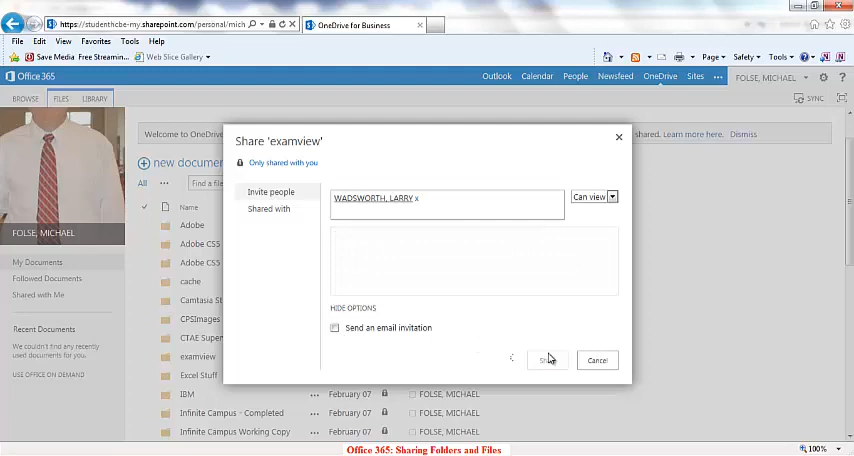 https://studenthcbe-my.sharepoint.com/personal/mich
OneDrive for Business
File Edit View Favorites Tools Help
Save Media Free Streamin... Web Slice Gallery
Page Safety Tools
Office 365
Outlook Calendar People Newsfeed OneDrive Sites ... FOLSE, MICHAEL ?
BROWSE FILES LIBRARY
SYNC
Welcome to OneDriv
shared. Learn more here. Dismiss
new documen
All ... Find a file
Name
FOLSE, MICHAEL
My Documents
Followed Documents
Shared with Me
Recent Documents
We couldn't find any recently
used documents for you.
USE OFFICE ON DEMAND
Adobe
Adobe CS5
Adobe CS5
cache
Camtasia St
CPSImages
CTAE Super
examview
Excel Stuff
IBM ... February 07 FOLSE, MICHAEL
Infinite Campus - Completed ... February 07 FOLSE, MICHAEL
Infinite Campus Working Copy ... February 07 FOLSE, MICHAEL
Share 'examview'
Only shared with you
Invite people
Shared with
WADSWORTH, LARRY x
Can view
HIDE OPTIONS
Send an email invitation
Cancel
100%
Office 365: Sharing Folders and Files